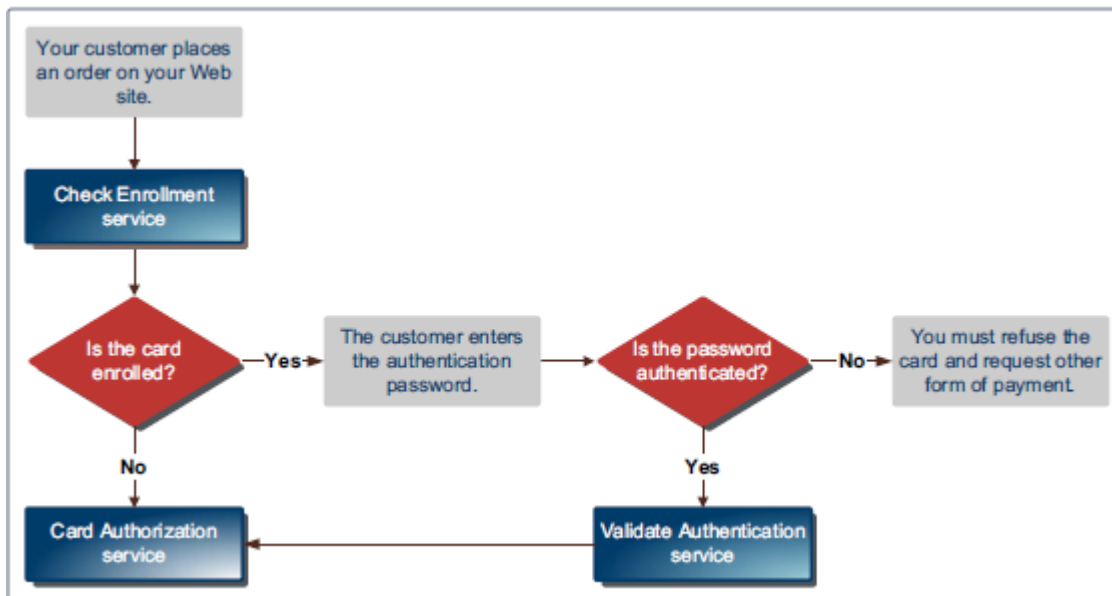 Your customer places
an order on your Web
site.
Check Enrollment
service
Is the card
enrolled?
Yes
The customer enters
the authentication
password.
Is the password
authenticated?
No
You must refuse the
card and request other
form of payment.
No
Yes
Card Authorization
service
Validate Authentication
service